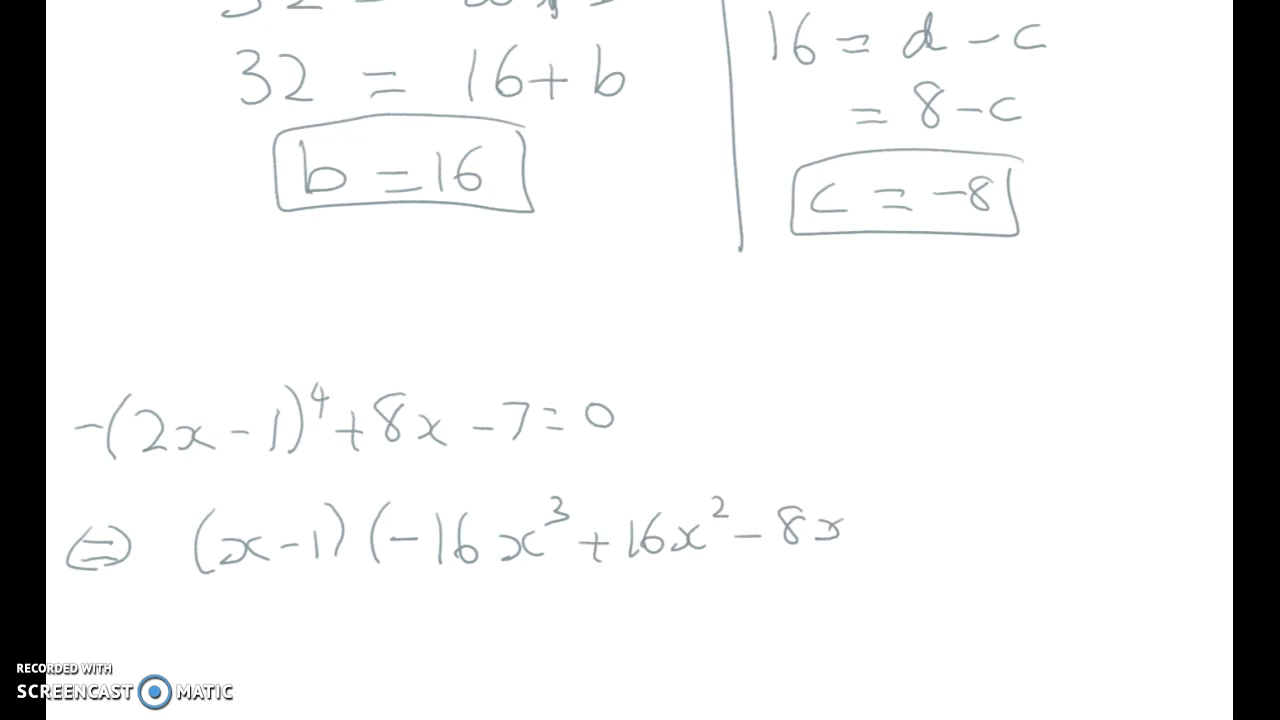 32 = 16 + b
b = 16
16 = d - c
= 8 - c
c = -8
-(2x - 1)⁴ + 8x - 7 = 0
⇔ (x - 1)(-16x³ + 16x² - 8x
RECORDED WITH
SCREENCAST MATIC